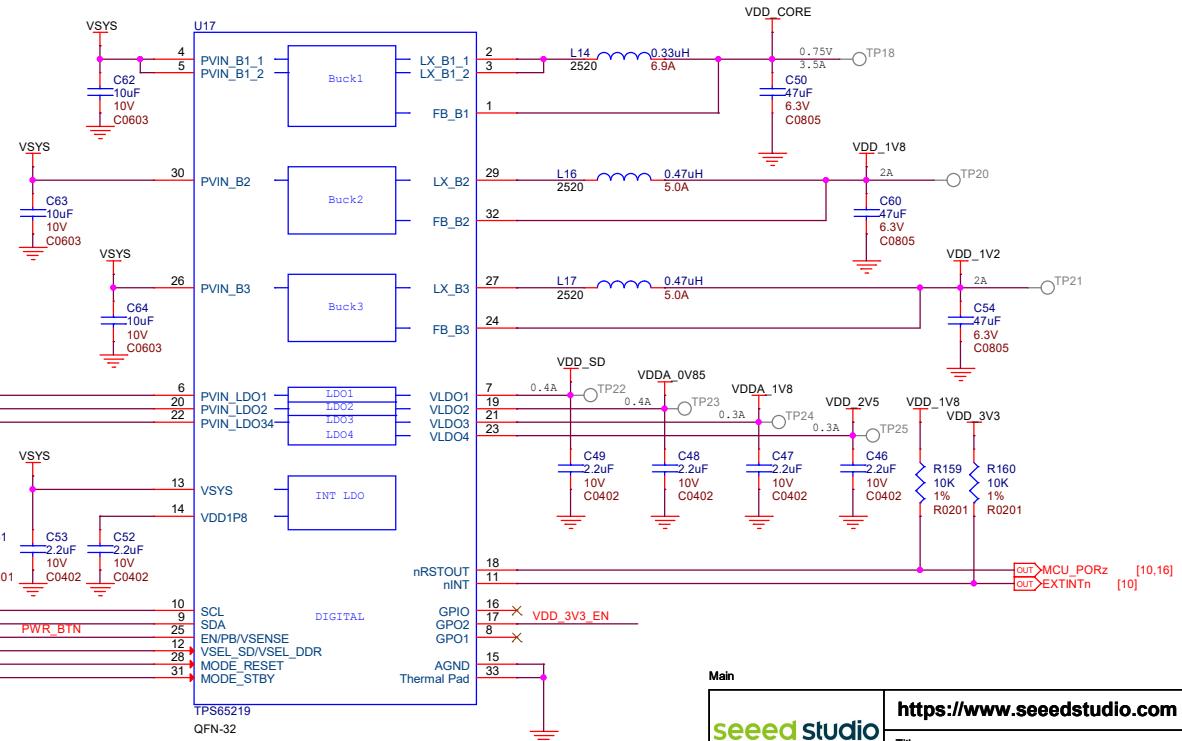 VDD_CORE
VSYS
U17
4
PVIN_B1_1
5
PVIN_B1_2
Buck1
LX_B1_1
2
LX_B1_2
3
L14
2520
0.33uH
6.9A
0.75V
3.5A
TP18
C62
10uF
10V
C0603
FB_B1
1
C50
47uF
6.3V
C0805
VSYS
VDD_1V8
30
PVIN_B2
Buck2
LX_B2
29
L16
2520
0.47uH
5.0A
2A
TP20
C63
10uF
10V
C0603
FB_B2
32
C60
47uF
6.3V
C0805
VSYS
VDD_1V2
26
PVIN_B3
Buck3
LX_B3
27
L17
2520
0.47uH
5.0A
2A
TP21
C64
10uF
10V
C0603
FB_B3
24
C54
47uF
6.3V
C0805
VDD_SD
VDDA_0V85
VDDA_1V8
VDD_2V5
VDD_1V8
VDD_3V3
6
PVIN_LDO1
LDO1
VLDO1
7
0.4A
TP22
20
PVIN_LDO2
LDO2
VLDO2
19
0.4A
TP23
22
PVIN_LDO34
LDO3
VLDO3
21
0.3A
TP24
LDO4
VLDO4
23
0.3A
TP25
C49
2.2uF
10V
C0402
C48
2.2uF
10V
C0402
C47
2.2uF
10V
C0402
C46
2.2uF
10V
C0402
R159
10K
1%
R0201
R160
10K
1%
R0201
VSYS
13
VSYS
INT LDO
14
VDD1P8
1
01
C53
2.2uF
10V
C0402
C52
2.2uF
10V
C0402
nRSTOUT
18
OUT
MCU_PORz
[10,16]
nINT
11
OUT
EXTINTn
[10]
10
SCL
9
SDA
PWR_BTN
25
EN/PB/VSENSE
12
VSEL_SD/VSEL_DDR
28
MODE_RESET
31
MODE_STBY
DIGITAL
GPIO
16
GPO2
17
VDD_3V3_EN
GPO1
8
AGND
15
Thermal Pad
33
TPS65219
QFN-32
Main
seeed studio
https://www.seeedstudio.com